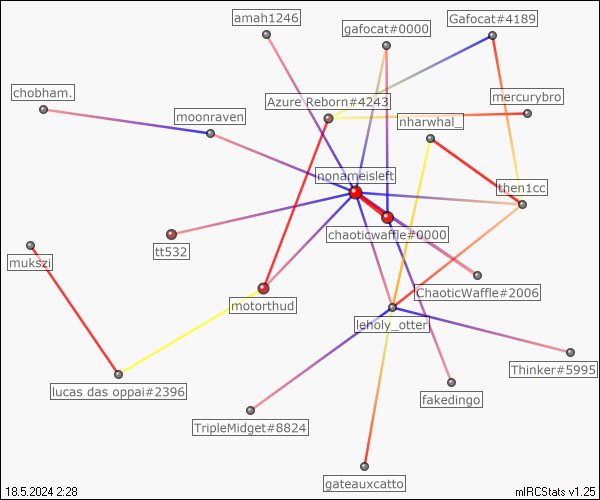 amah1246
gafocat#0000
Gafocat#4189
chobham.
Azure Reborn#4243
mercurybro
moonraven
nharwhal_
nonameisleft
then1cc
chaoticwaffle#0000
tt532
mukszi
ChaoticWaffle#2006
motorthud
leholy_otter
Thinker#5995
lucas das oppai#2396
fakedingo
TripleMidget#8824
gateauxcatto
18.5.2024 2:28
mIRCStats v1.25